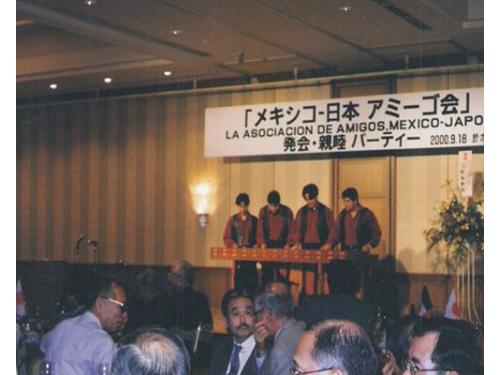 「メキシコ-日本 アミーゴ会」
LA ASOCIACION DE AMIGOS MEXICO-JAPO
発会・親睦 パーティー 2000.9.18